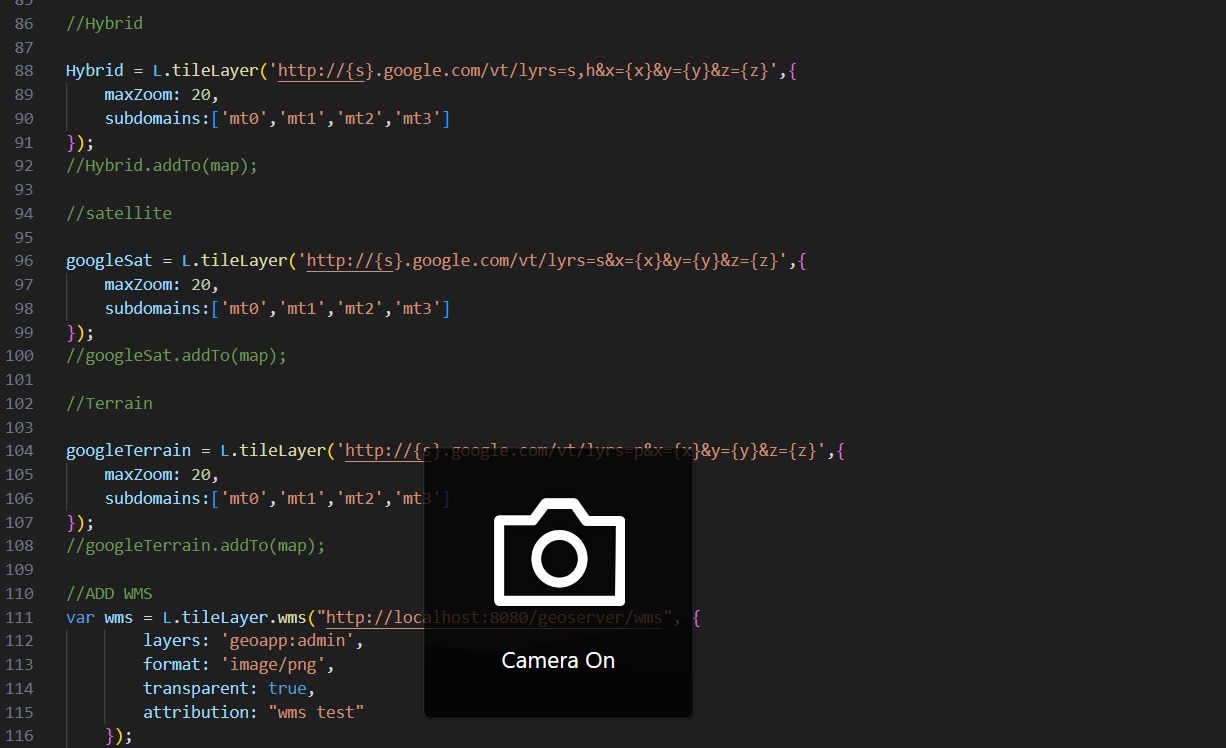 85
86 //Hybrid
87
88 Hybrid = L.tileLayer('http://{s}.google.com/vt/lyrs=s,h&x={x}&y={y}&z={z}',{
89 maxZoom: 20,
90 subdomains:['mt0','mt1','mt2','mt3']
91 });
92 //Hybrid.addTo(map);
93
94 //satellite
95
96 googleSat = L.tileLayer('http://{s}.google.com/vt/lyrs=s&x={x}&y={y}&z={z}',{
97 maxZoom: 20,
98 subdomains:['mt0','mt1','mt2','mt3']
99 });
100 //googleSat.addTo(map);
101
102 //Terrain
103
104 googleTerrain = L.tileLayer('http://{s}.google.com/vt/lyrs=p&x={x}&y={y}&z={z}',{
105 maxZoom: 20,
106 subdomains:['mt0','mt1','mt2','mt3']
107 });
108 //googleTerrain.addTo(map);
109
110 //ADD WMS
111 var wms = L.tileLayer.wms("http://localhost:8080/geoserver/wms", {
112 layers: 'geoapp:admin',
113 format: 'image/png',
114 transparent: true,
115 attribution: "wms test"
116 });
Camera On